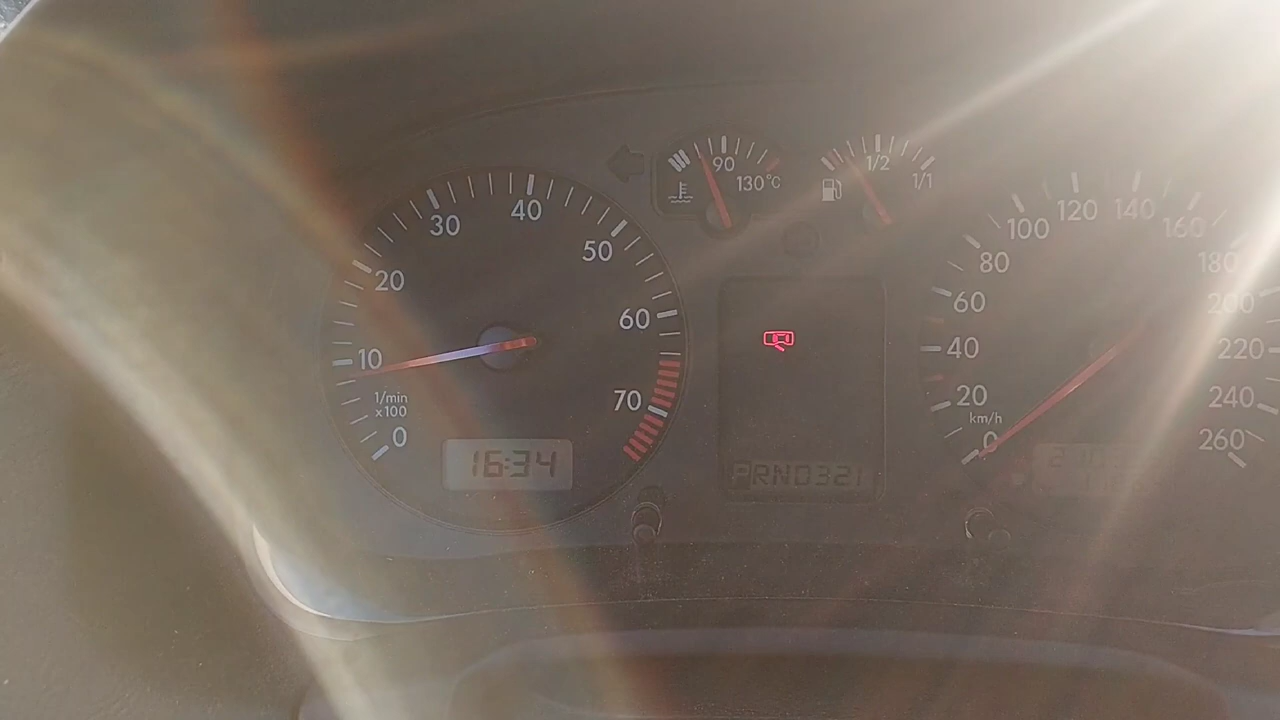 0 10 20 30 40 50 60 70
1/min
x100
16:34
90
130°C
1/2
1/1
PRND321
0 20 40 60 80 100 120 140 160 180 200 220 240 260
km/h